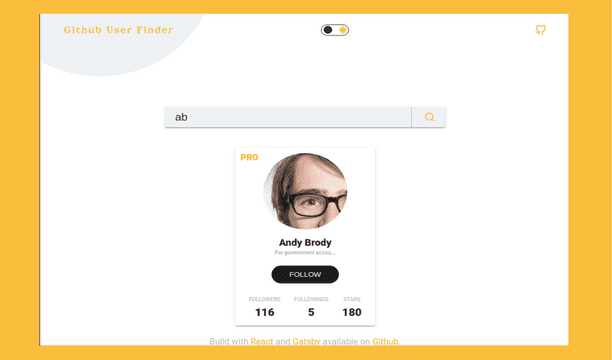 Github User Finder
ab
PRO
Andy Brody
For government accou...
FOLLOW
FOLLOWERS FOLLOWINGS STARS
116 5 180
Build with React and Gatsby available on Github